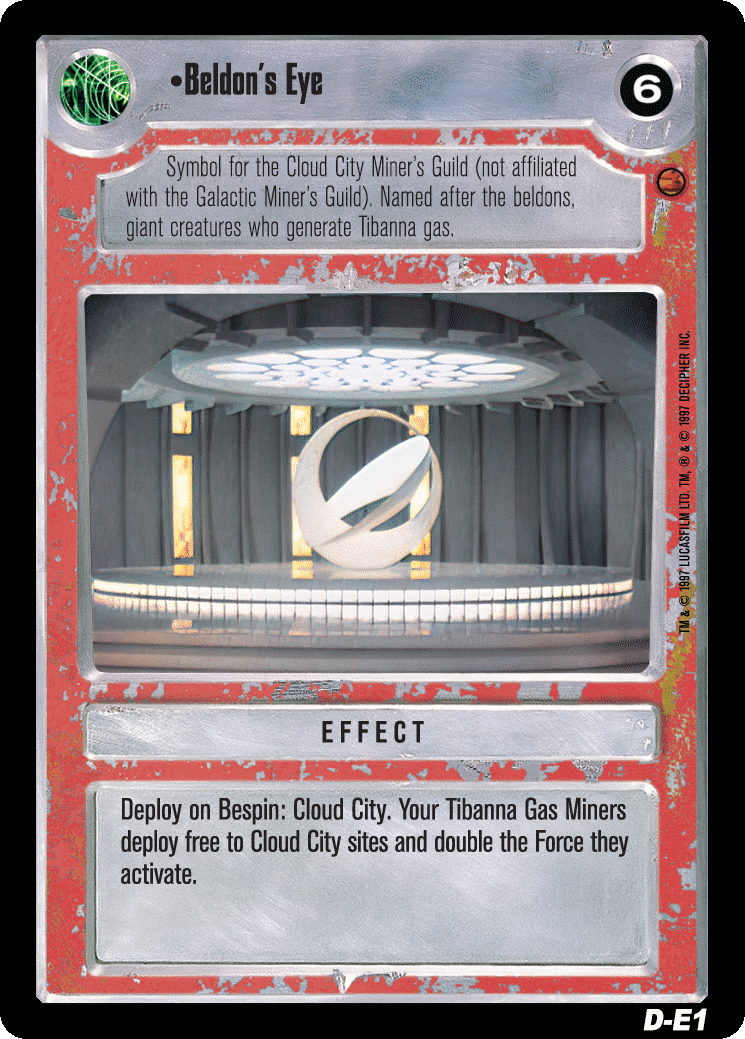 •Beldon's Eye
6
Symbol for the Cloud City Miner's Guild (not affiliated
with the Galactic Miner's Guild). Named after the beldons,
giant creatures who generate Tibanna gas.
TM & © 1997 LUCASFILM LTD. TM, ® & © 1997 DECIPHER INC.
EFFECT
Deploy on Bespin: Cloud City. Your Tibanna Gas Miners
deploy free to Cloud City sites and double the Force they
activate.
D-E1